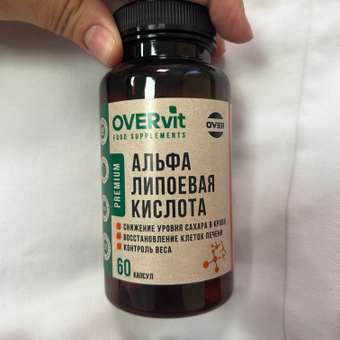 OVERvit
FOOD SUPPLEMENTS
OVER
PREMIUM
АЛЬФА
ЛИПОЕВАЯ
КИСЛОТА
СНИЖЕНИЕ УРОВНЯ САХАРА В КРОВИ
ВОССТАНОВЛЕНИЕ КЛЕТОК ПЕЧЕНИ
КОНТРОЛЬ ВЕСА
60 КАПСУЛ